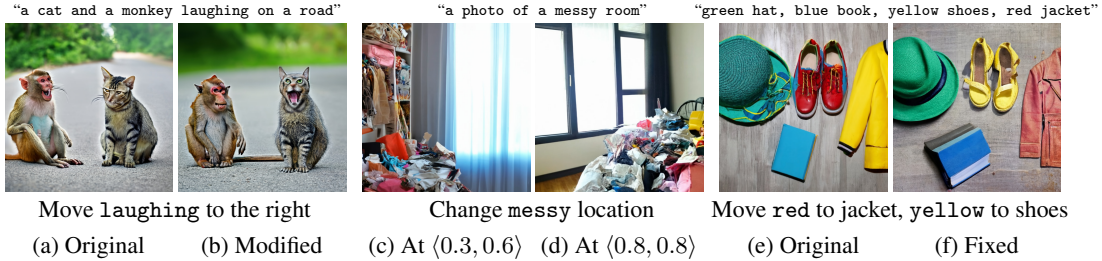 “a cat and a monkey laughing on a road”
“a photo of a messy room”
“green hat, blue book, yellow shoes, red jacket”
Move laughing to the right
Change messy location
Move red to jacket, yellow to shoes
(a) Original
(b) Modified
(c) At ⟨0.3, 0.6⟩
(d) At ⟨0.8, 0.8⟩
(e) Original
(f) Fixed